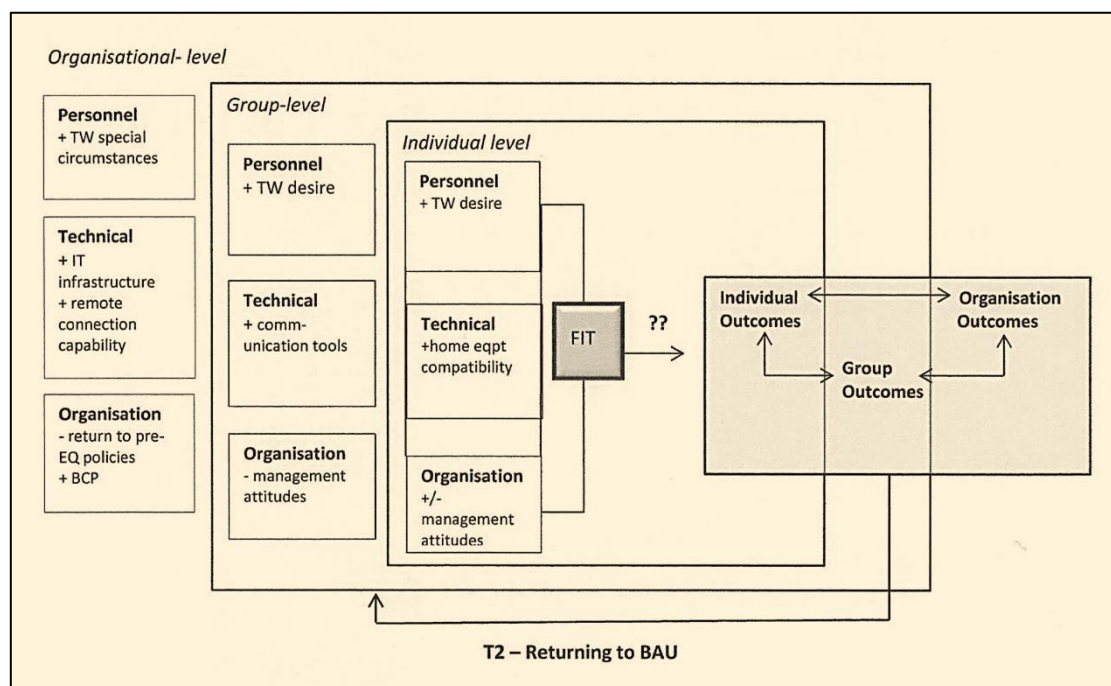 Organisational- level
Personnel
+ TW special
circumstances
Technical
+ IT
infrastructure
+ remote
connection
capability
Organisation
- return to pre-
EQ policies
+ BCP
Group-level
Personnel
+ TW desire
Technical
+ comm-
unication tools
Organisation
- management
attitudes
Individual level
Personnel
+ TW desire
Technical
+home eqpt
compatibility
Organisation
+/-
management
attitudes
FIT
??
Individual
Outcomes
Organisation
Outcomes
Group
Outcomes
T2 – Returning to BAU